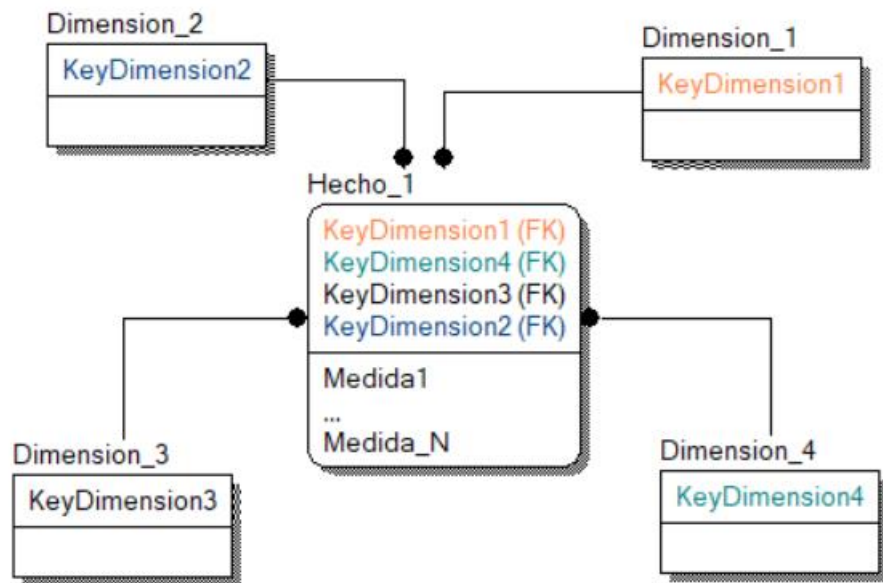 Dimension_2
KeyDimension2
Dimension_1
KeyDimension1
Hecho_1
KeyDimension1 (FK)
KeyDimension4 (FK)
KeyDimension3 (FK)
KeyDimension2 (FK)
Medida1
...
Medida_N
Dimension_3
KeyDimension3
Dimension_4
KeyDimension4